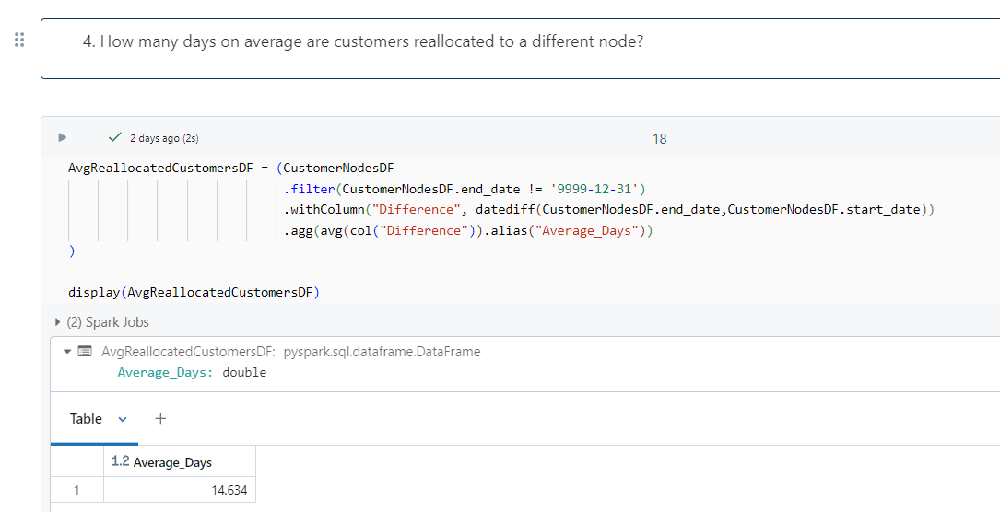 4. How many days on average are customers reallocated to a different node?
2 days ago (2s)
18
AvgReallocatedCustomersDF = (CustomerNodesDF
.filter(CustomerNodesDF.end_date != '9999-12-31')
.withColumn("Difference", datediff(CustomerNodesDF.end_date,CustomerNodesDF.start_date))
.agg(avg(col("Difference")).alias("Average_Days"))
)
display(AvgReallocatedCustomersDF)
(2) Spark Jobs
AvgReallocatedCustomersDF: pyspark.sql.dataframe.DataFrame
Average_Days: double
Table +
1.2 Average_Days
1 14.634